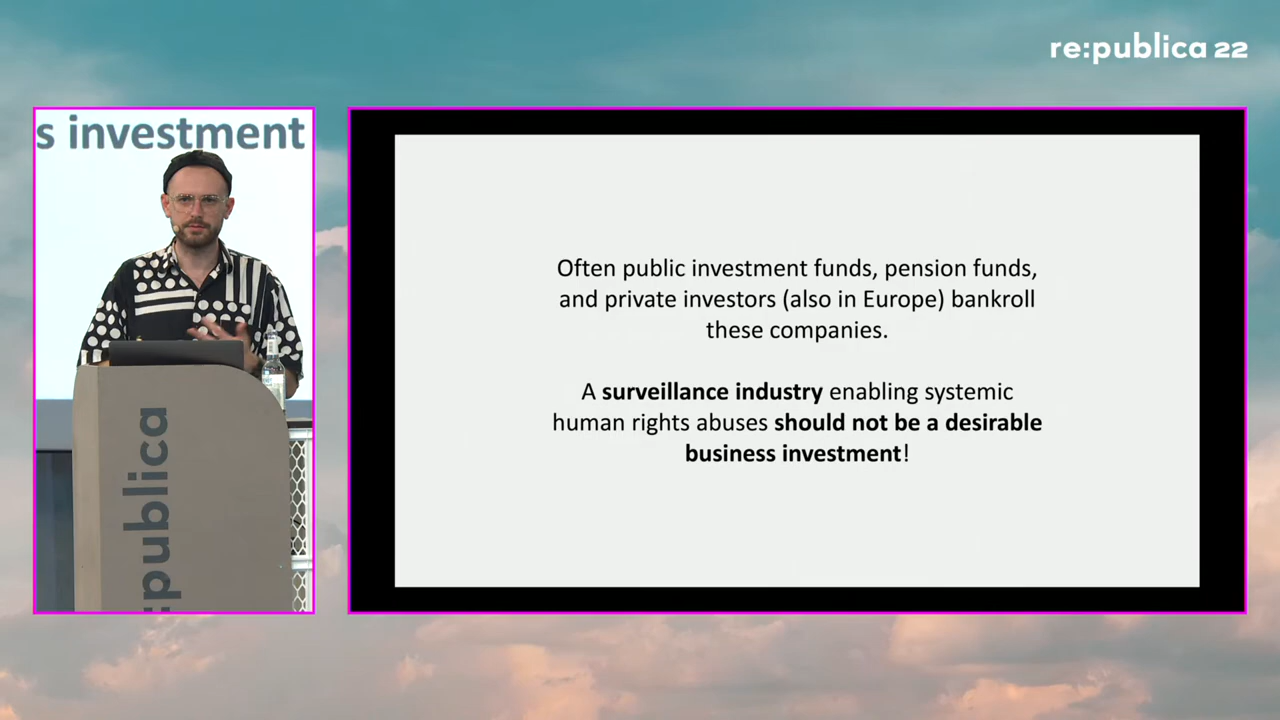 re:publica 22
s investment
:publica
Often public investment funds, pension funds,
and private investors (also in Europe) bankroll
these companies.
A surveillance industry enabling systemic
human rights abuses should not be a desirable
business investment!